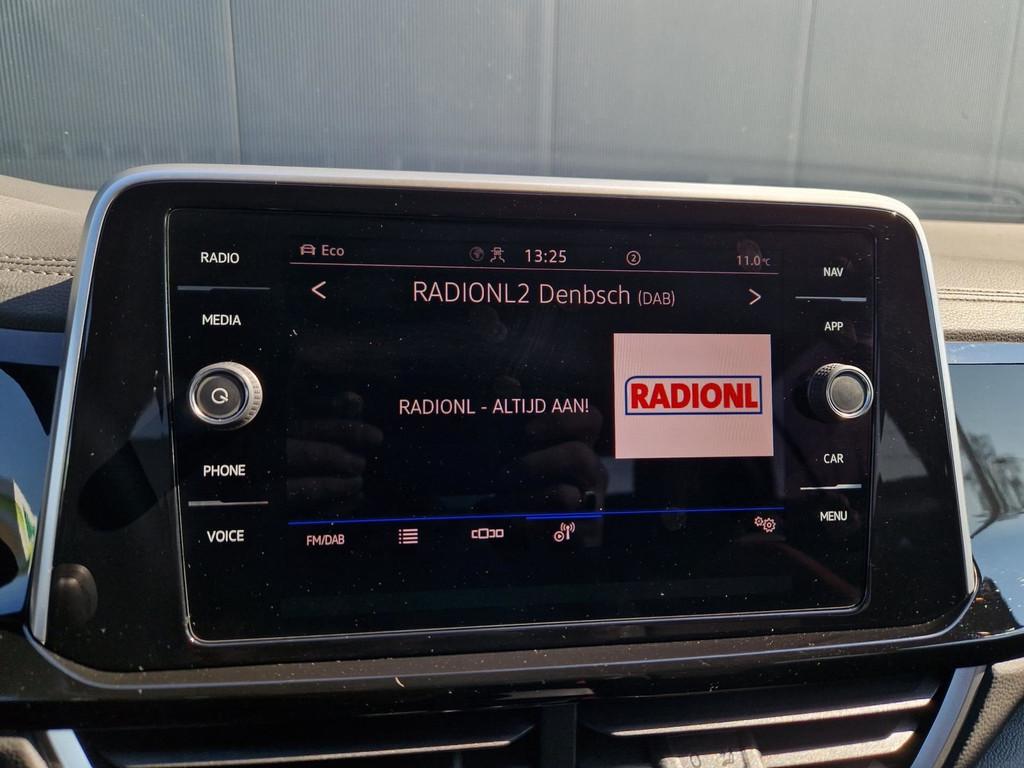 RADIO
MEDIA
PHONE
VOICE
Eco
13:25
2
11.0°C
RADIONL2 Denbsch (DAB)
RADIONL - ALTIJD AAN!
RADIONL
FM/DAB
NAV
APP
CAR
MENU